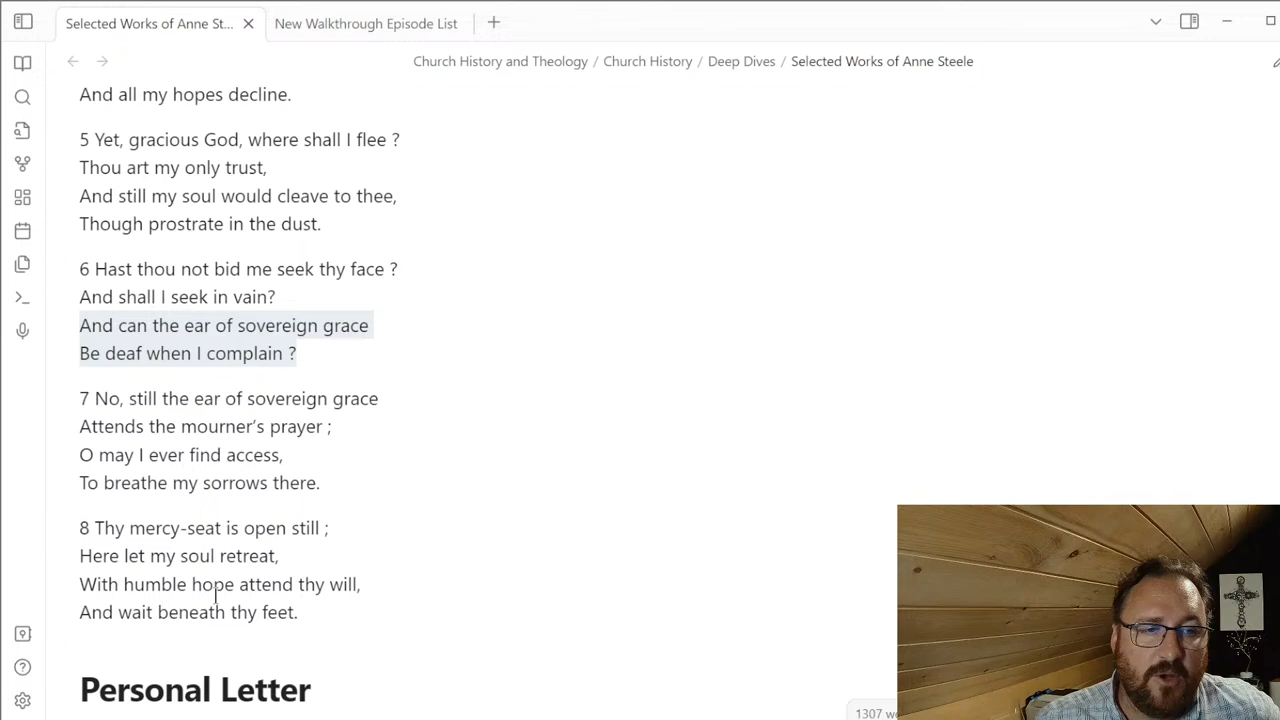 Selected Works of Anne St...
New Walkthrough Episode List
Church History and Theology / Church History / Deep Dives / Selected Works of Anne Steele
And all my hopes decline.
5 Yet, gracious God, where shall I flee ?
Thou art my only trust,
And still my soul would cleave to thee,
Though prostrate in the dust.
6 Hast thou not bid me seek thy face ?
And shall I seek in vain?
And can the ear of sovereign grace
Be deaf when I complain ?
7 No, still the ear of sovereign grace
Attends the mourner's prayer ;
O may I ever find access,
To breathe my sorrows there.
8 Thy mercy-seat is open still ;
Here let my soul retreat,
With humble hope attend thy will,
And wait beneath thy feet.
Personal Letter
1307